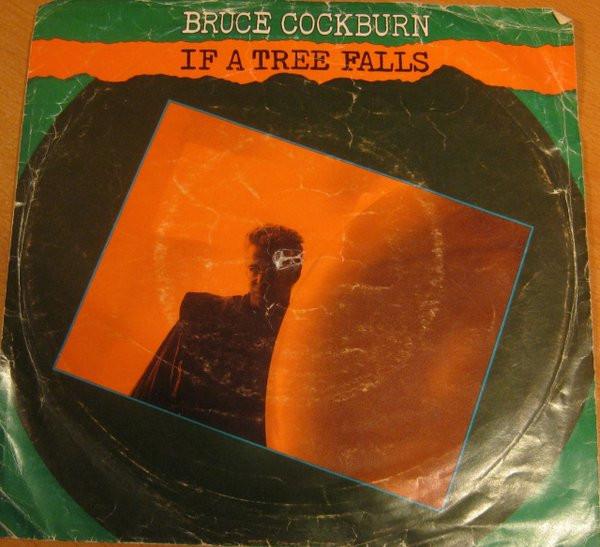 BRUCE COCKBURN
IF A TREE FALLS